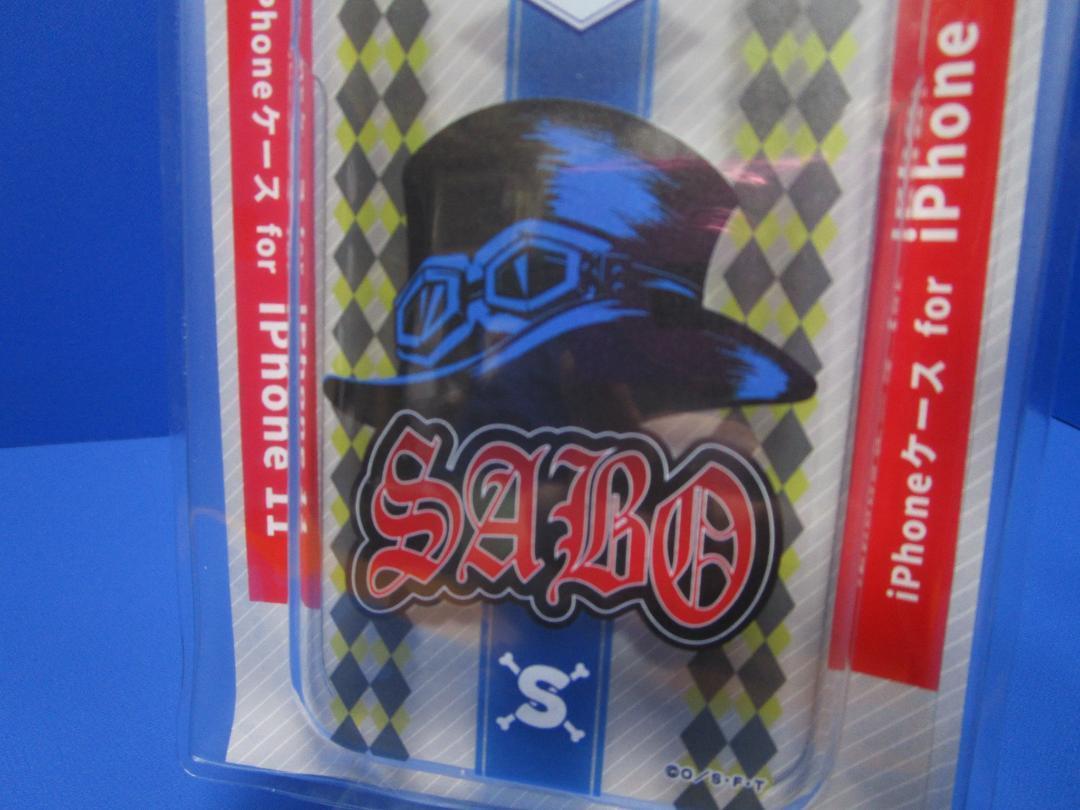 Phoneケース for iPhone 11
iPhoneケース for iPhone
SABO
S
©O/S・F・T